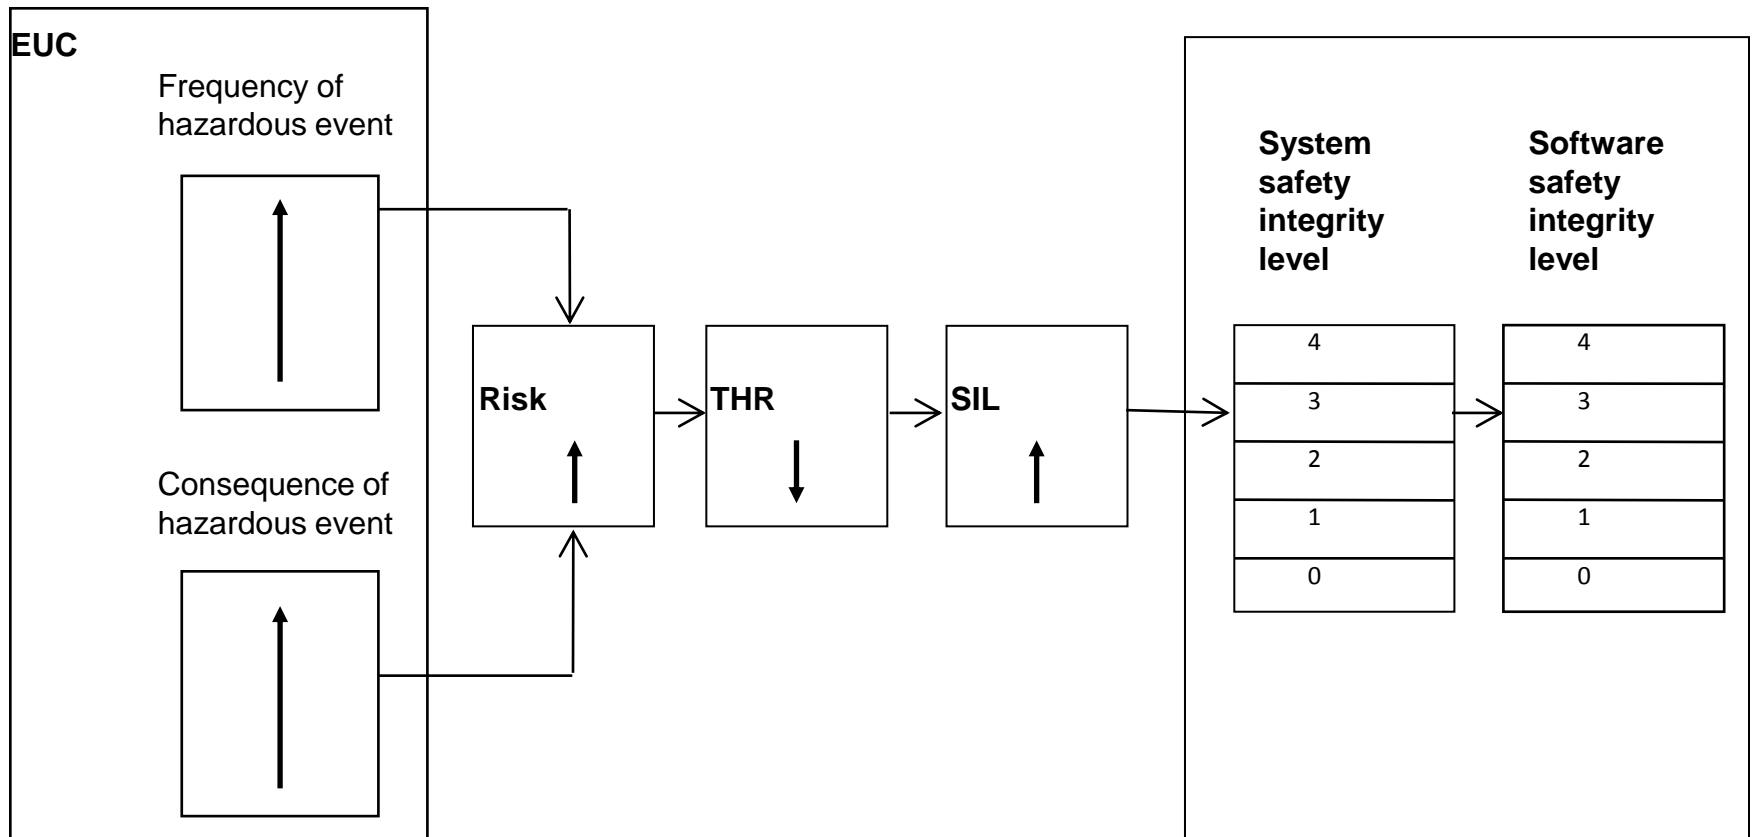 EUC
Frequency of
hazardous event
Consequence of
hazardous event
Risk
THR
SIL
System
safety
integrity
level
4
3
2
1
0
Software
safety
integrity
level
4
3
2
1
0